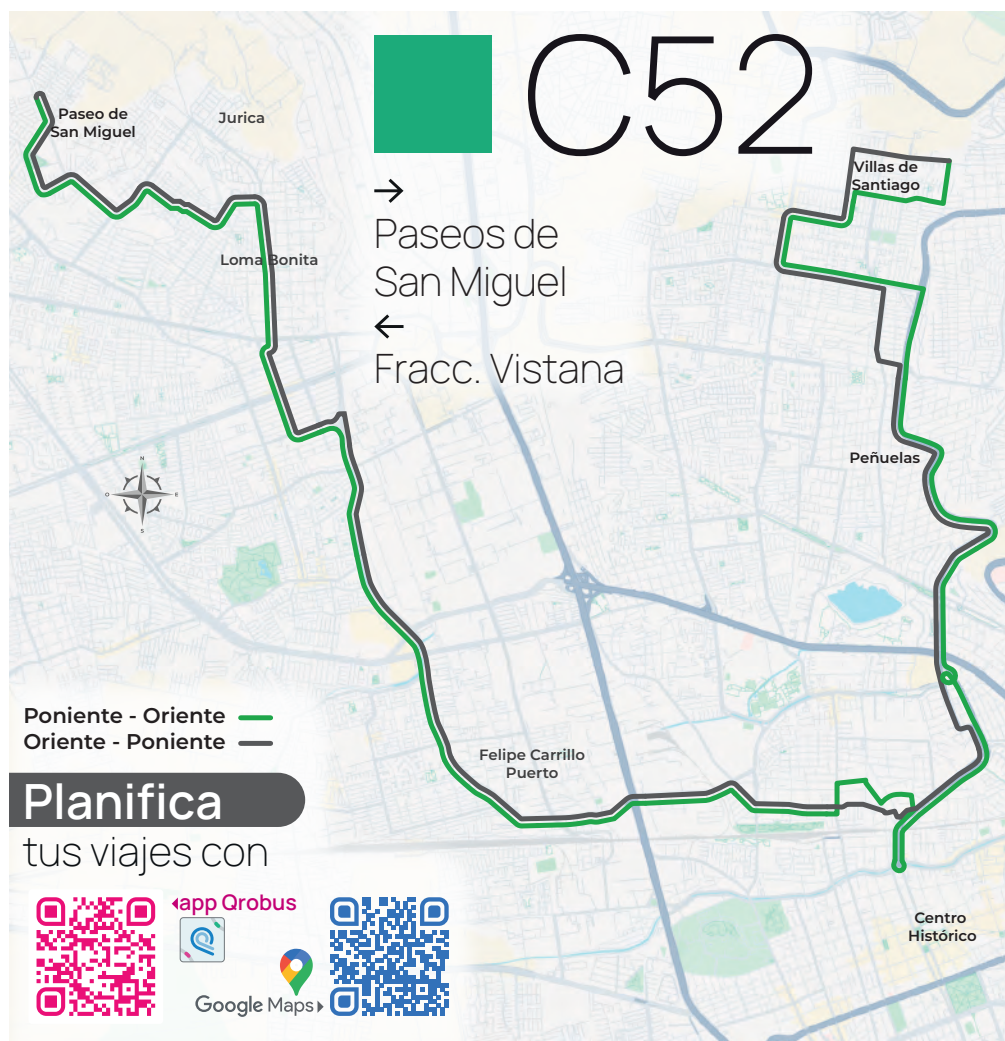 C52
→
Paseos de
San Miguel
←
Fracc. Vistana
Paseo de
San Miguel
Jurica
Loma Bonita
Villas de
Santiago
Peñuelas
N
O
E
S
Felipe Carrillo
Puerto
Centro
Histórico
Poniente - Oriente
Oriente - Poniente
Planifica
tus viajes con
app Qrobus
Google Maps